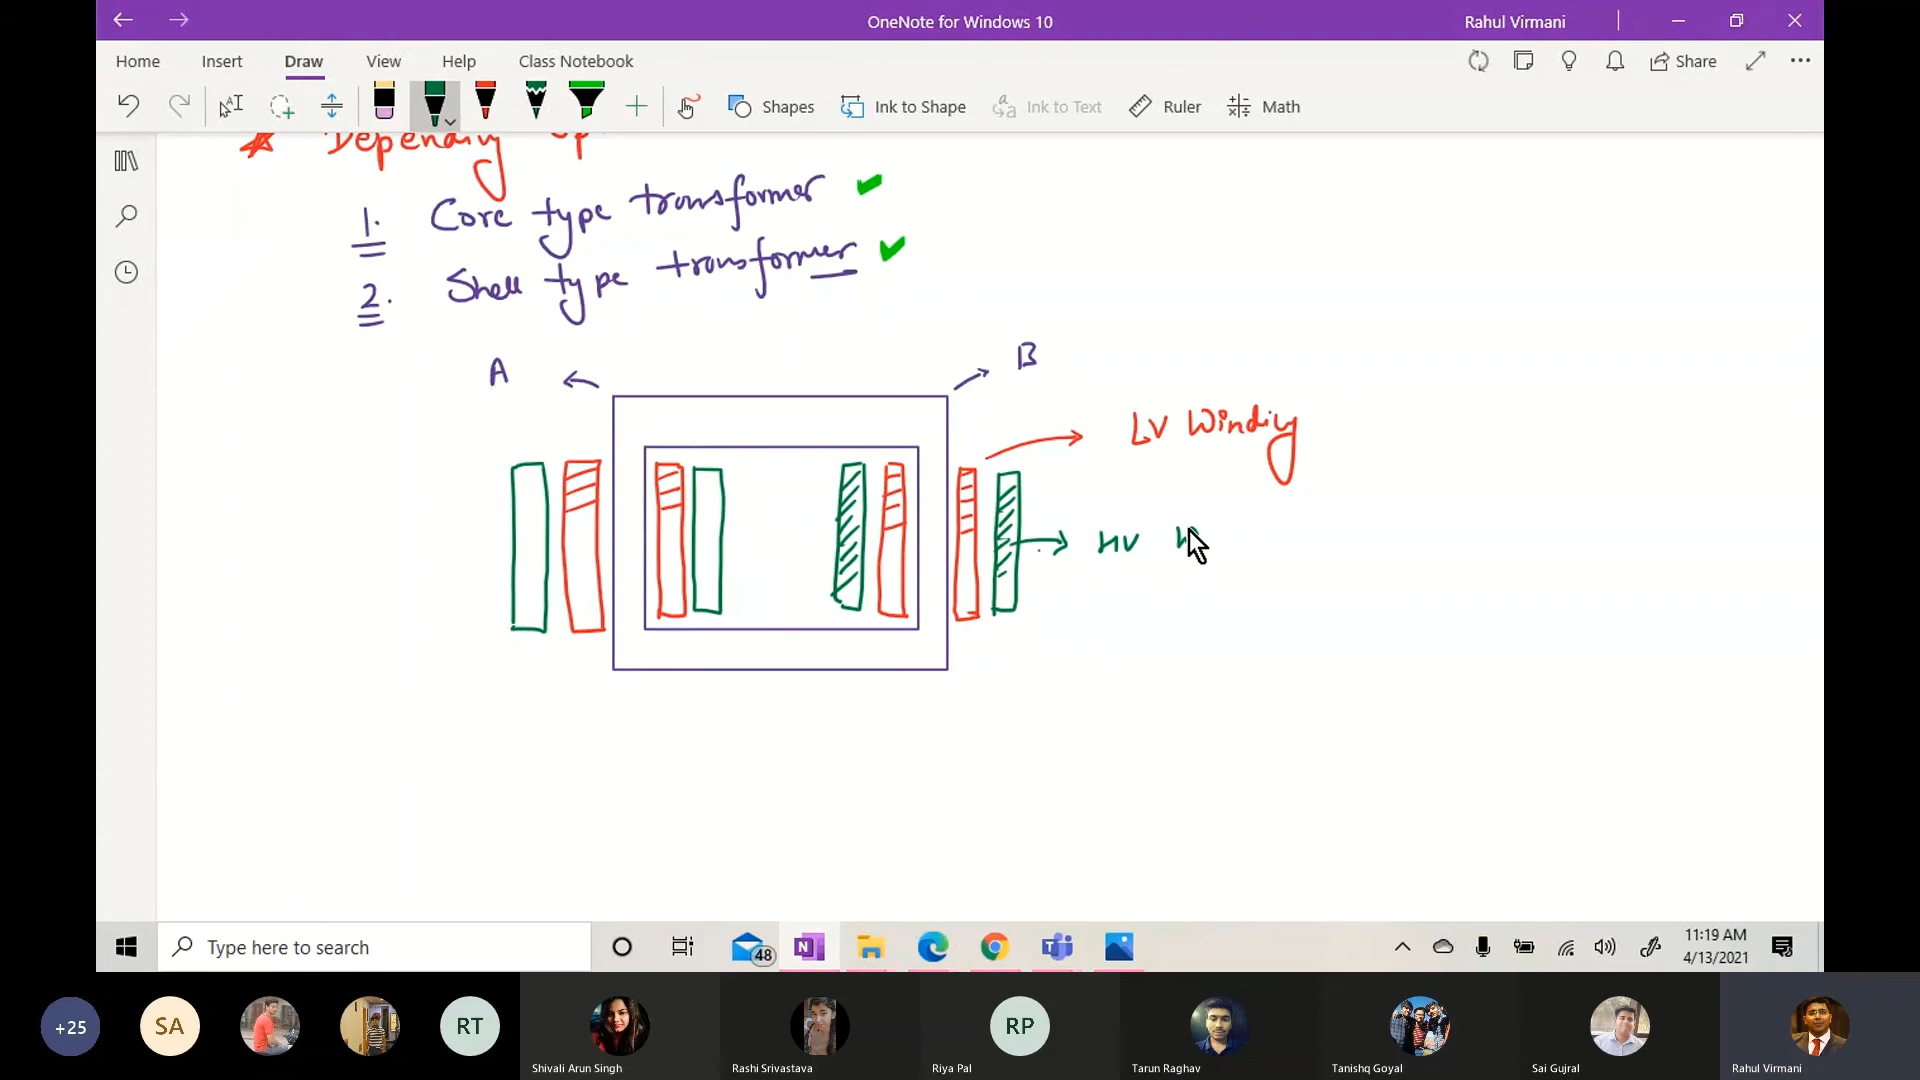 OneNote for Windows 10
Rahul Virmani
Home Insert Draw View Help Class Notebook
Share
Shapes Ink to Shape Ink to Text Ruler Math
Depending up
1. Core type transformer
2. Shell type transformer
A
B
LV Winding
HV
Type here to search
48
11:19 AM
4/13/2021
+25
SA
RT
RP
Shivali Arun Singh
Rashi Srivastava
Riya Pal
Tarun Raghav
Tanishq Goyal
Sai Gujral
Rahul Virmani